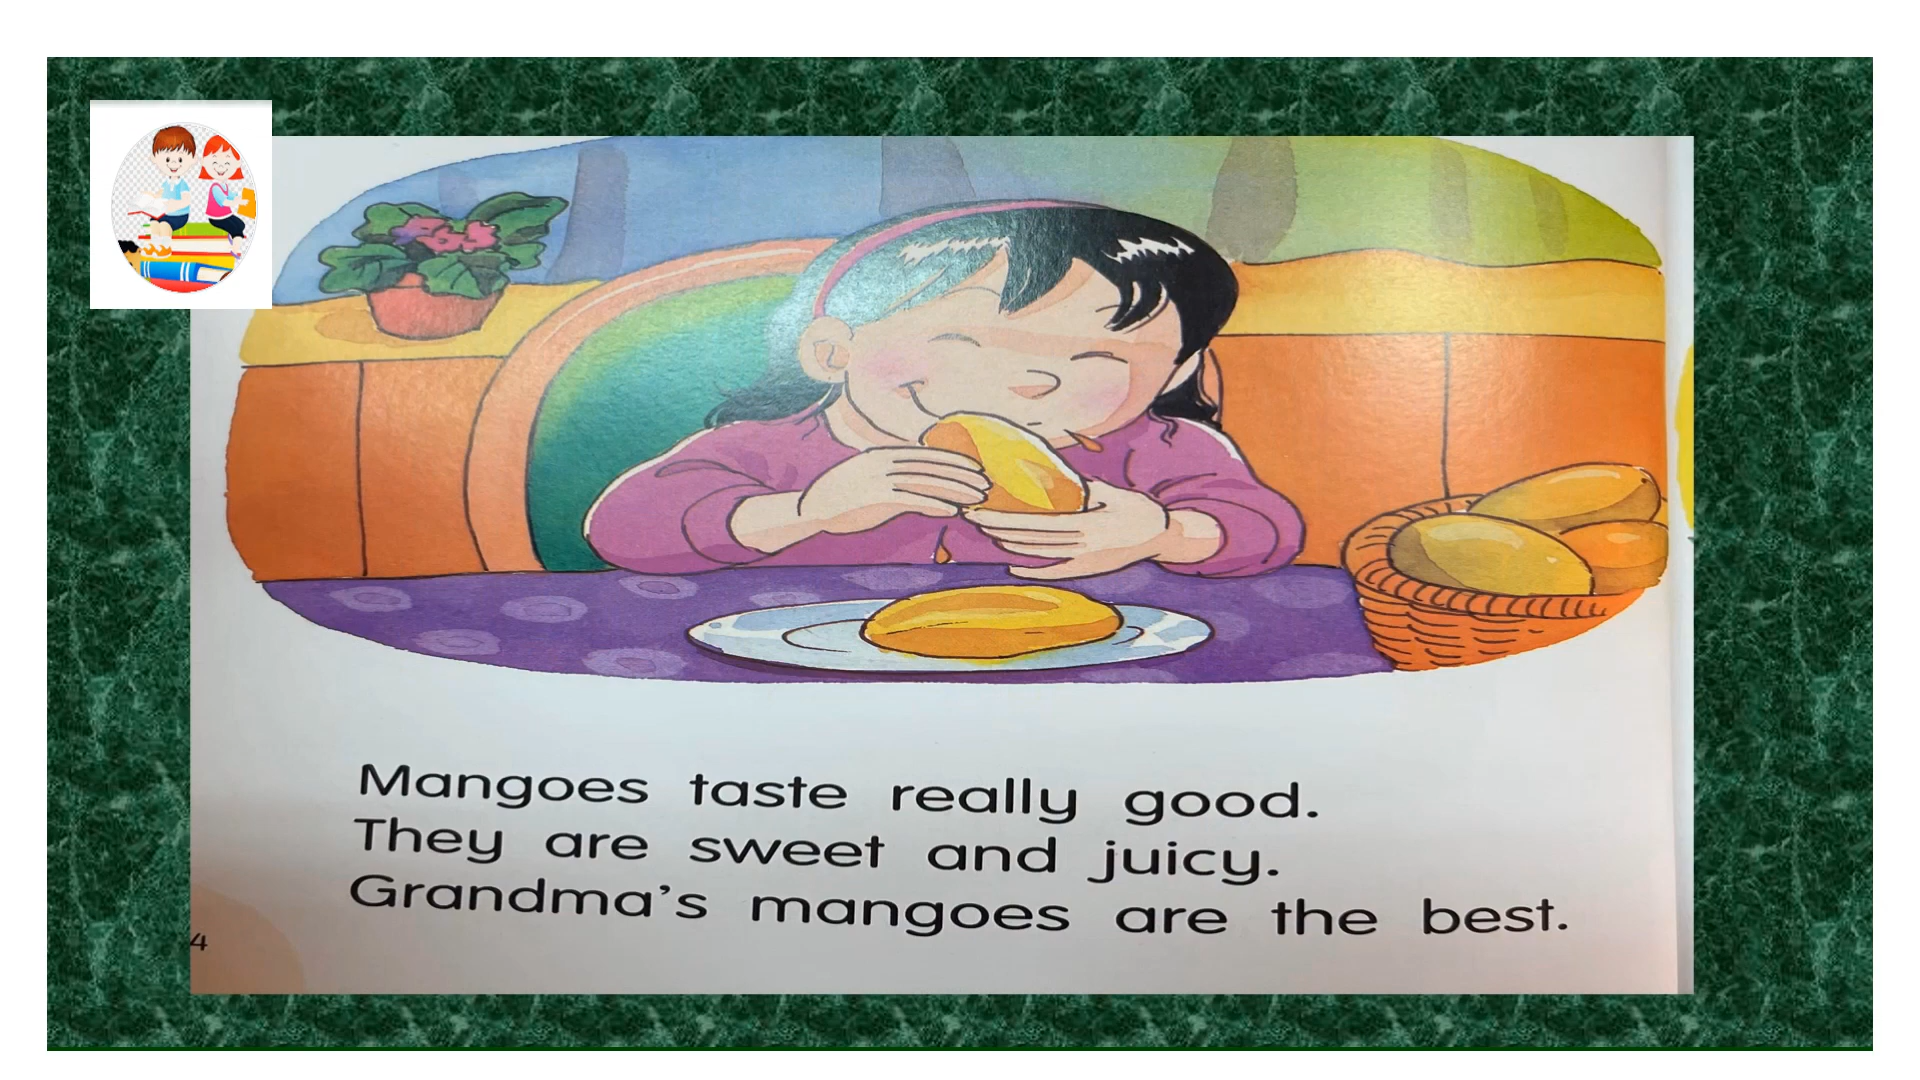 Mangoes taste really good.
They are sweet and juicy.
Grandma's mangoes are the best.
4